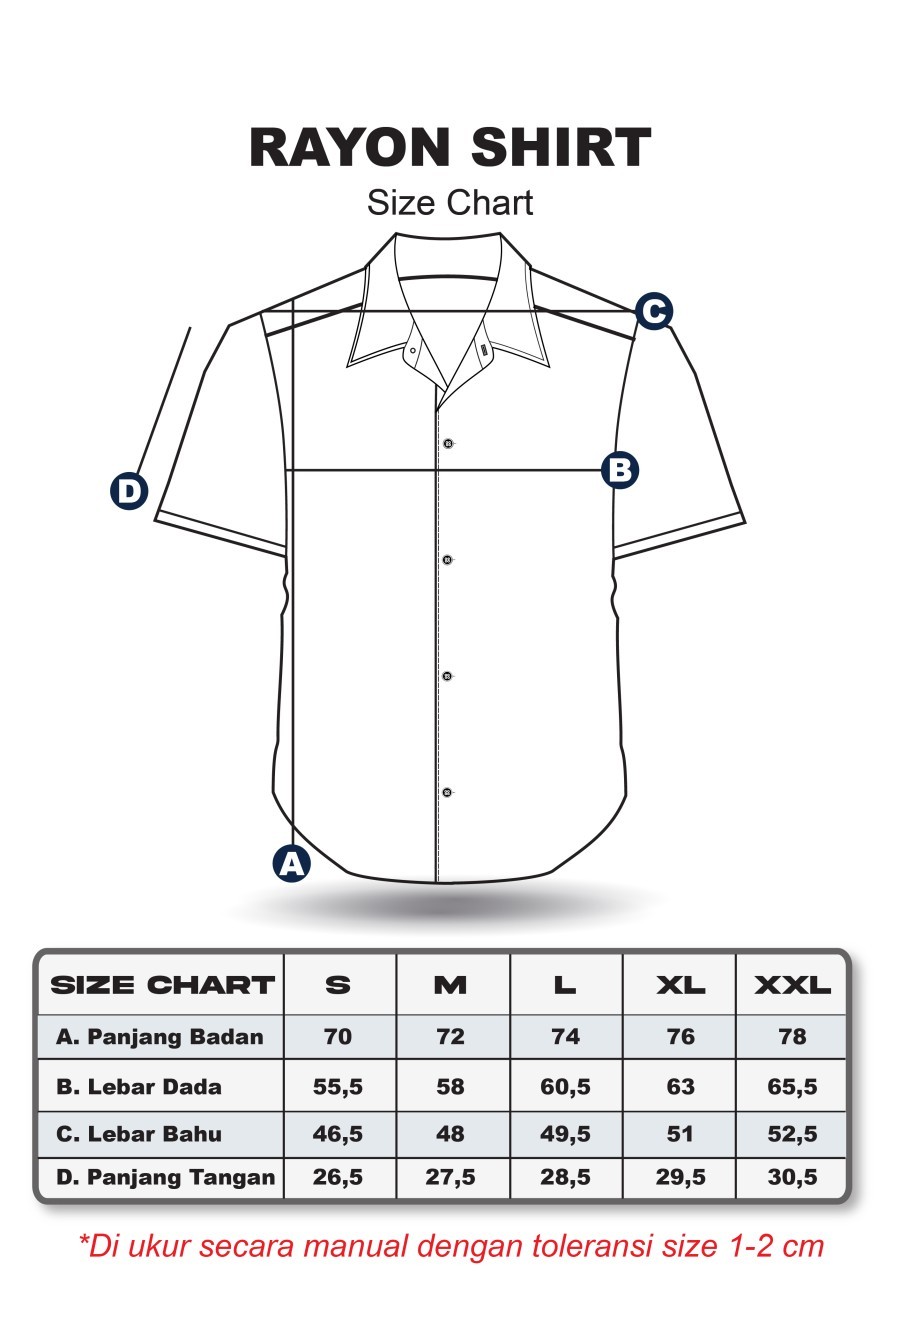 RAYON SHIRT
Size Chart
C
B
D
A
SIZE CHART S M L XL XXL
A. Panjang Badan 70 72 74 76 78
B. Lebar Dada 55,5 58 60,5 63 65,5
C. Lebar Bahu 46,5 48 49,5 51 52,5
D. Panjang Tangan 26,5 27,5 28,5 29,5 30,5
*Di ukur secara manual dengan toleransi size 1-2 cm